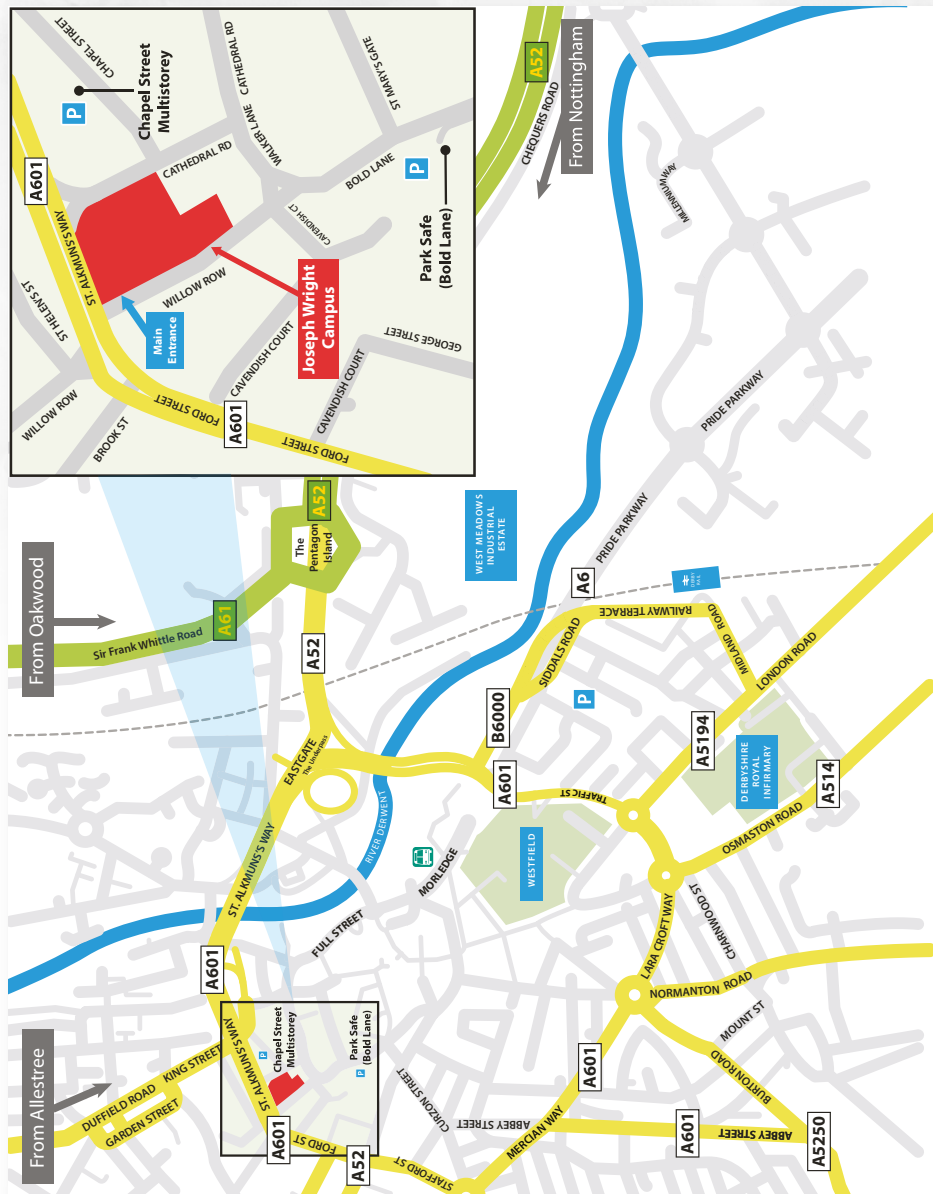 CHAPEL STREET
P
Chapel Street
Multistorey
CATHEDRAL RD
ST MARY'S GATE
WALKER LANE
CATHEDRAL RD
BOLD LANE
P
Park Safe
(Bold Lane)
A601
ST. ALKMUNS'S WAY
ST HELEN'S ST
WILLOW ROW
Main
Entrance
Joseph Wright
Campus
CAVENDISH CT
CAVENDISH COURT
CAVENDISH COURT
GEORGE STREET
WILLOW ROW
BROOK ST
FORD STREET
A601
FORD STREET
A52
CHEQUERS ROAD
From Nottingham
MILLENNIUM WAY
PRIDE PARKWAY
PRIDE PARKWAY
From Oakwood
Sir Frank Whittle Road
A61
A52
The
Pentagon
Island
A52
WEST MEADOWS
INDUSTRIAL
ESTATE
A6
RAILWAY TERRACE
SIDDALS ROAD
MIDLAND ROAD
LONDON ROAD
P
B6000
A5194
DERBYSHIRE
ROYAL
INFIRMARY
A514
OSMASTON ROAD
EASTGATE
The Underpass
A601
TRAFFIC ST
WESTFIELD
RIVER DERWENT
MORLEDGE
ST. ALKMUNS'S WAY
FULL STREET
A601
LARA CROFT WAY
CHARNWOOD ST
NORMANTON ROAD
MOUNT ST
BURTON ROAD
From Allestree
DUFFIELD ROAD
KING STREET
GARDEN STREET
ST. ALKMUNS'S WAY
P
Chapel Street
Multistorey
P
Park Safe
(Bold Lane)
A601
FORD ST
A52
STAFFORD ST
CURZON STREET
ABBEY STREET
MERCIAN WAY
A601
A601
ABBEY STREET
A5250